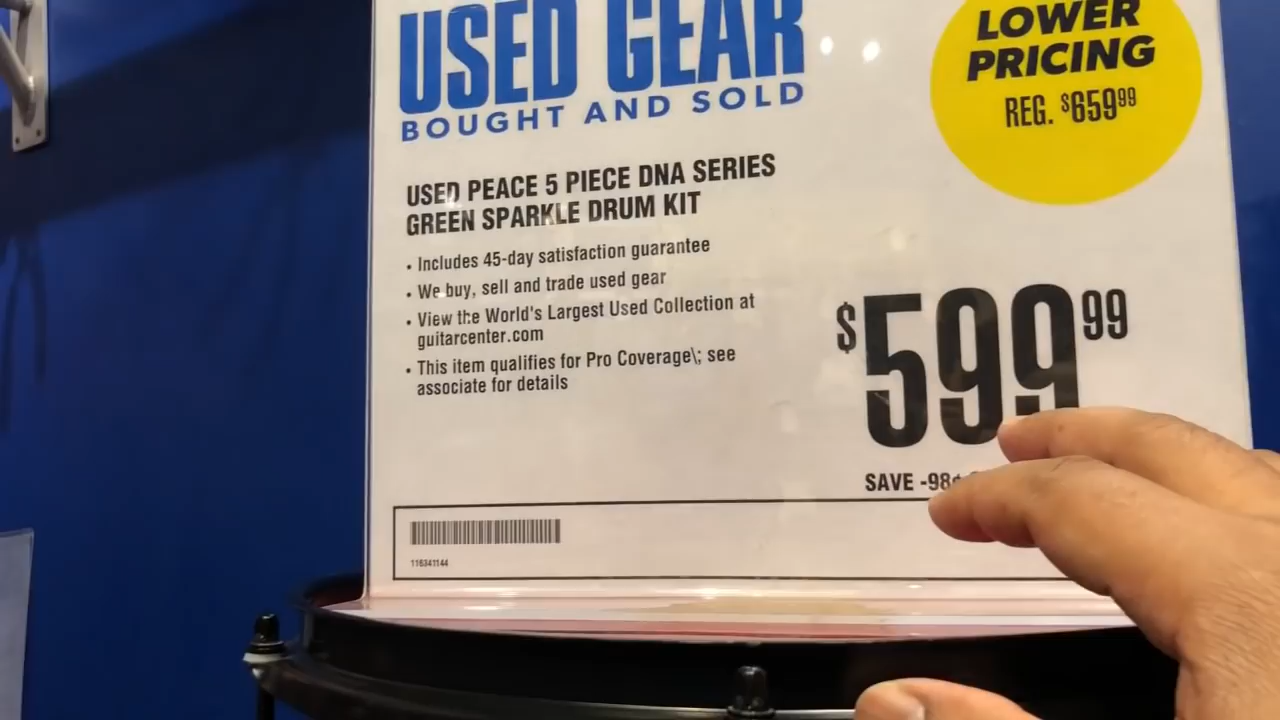 USED GEAR
BOUGHT AND SOLD
LOWER
PRICING
REG. $659⁹⁹
USED PEACE 5 PIECE DNA SERIES
GREEN SPARKLE DRUM KIT
• Includes 45-day satisfaction guarantee
• We buy, sell and trade used gear
• View the World's Largest Used Collection at
guitarcenter.com
• This item qualifies for Pro Coverage\; see
associate for details
$599⁹⁹
SAVE -98¢
116341144